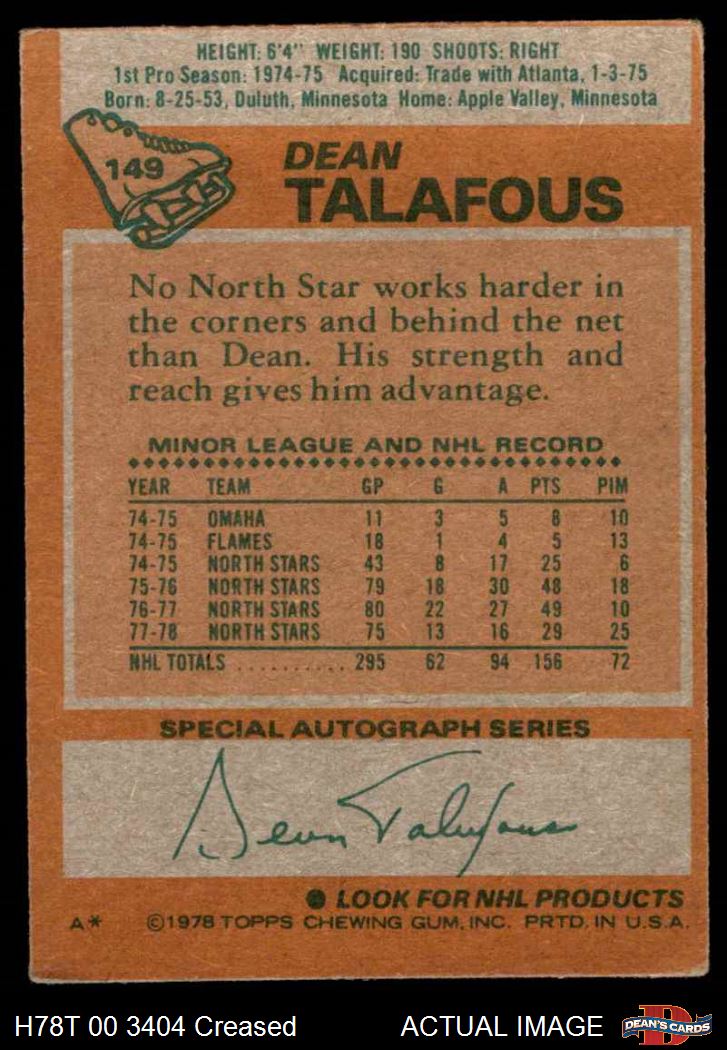 HEIGHT: 6'4" WEIGHT: 190 SHOOTS: RIGHT
1st Pro Season: 1974-75 Acquired: Trade with Atlanta, 1-3-75
Born: 8-25-53, Duluth, Minnesota Home: Apple Valley, Minnesota
149
DEAN
TALAFOUS
No North Star works harder in
the corners and behind the net
than Dean. His strength and
reach gives him advantage.
MINOR LEAGUE AND NHL RECORD
YEAR TEAM GP G A PTS PIM
74-75 OMAHA 11 3 5 8 10
74-75 FLAMES 18 1 4 5 13
74-75 NORTH STARS 43 8 17 25 6
75-76 NORTH STARS 79 18 30 48 18
76-77 NORTH STARS 80 22 27 49 10
77-78 NORTH STARS 75 13 16 29 25
NHL TOTALS .......... 295 62 94 156 72
SPECIAL AUTOGRAPH SERIES
Dean Talafous
● LOOK FOR NHL PRODUCTS
A* ©1978 TOPPS CHEWING GUM, INC. PRTD. IN U.S.A.
H78T 00 3404 Creased ACTUAL IMAGE DEAN'S CARDS